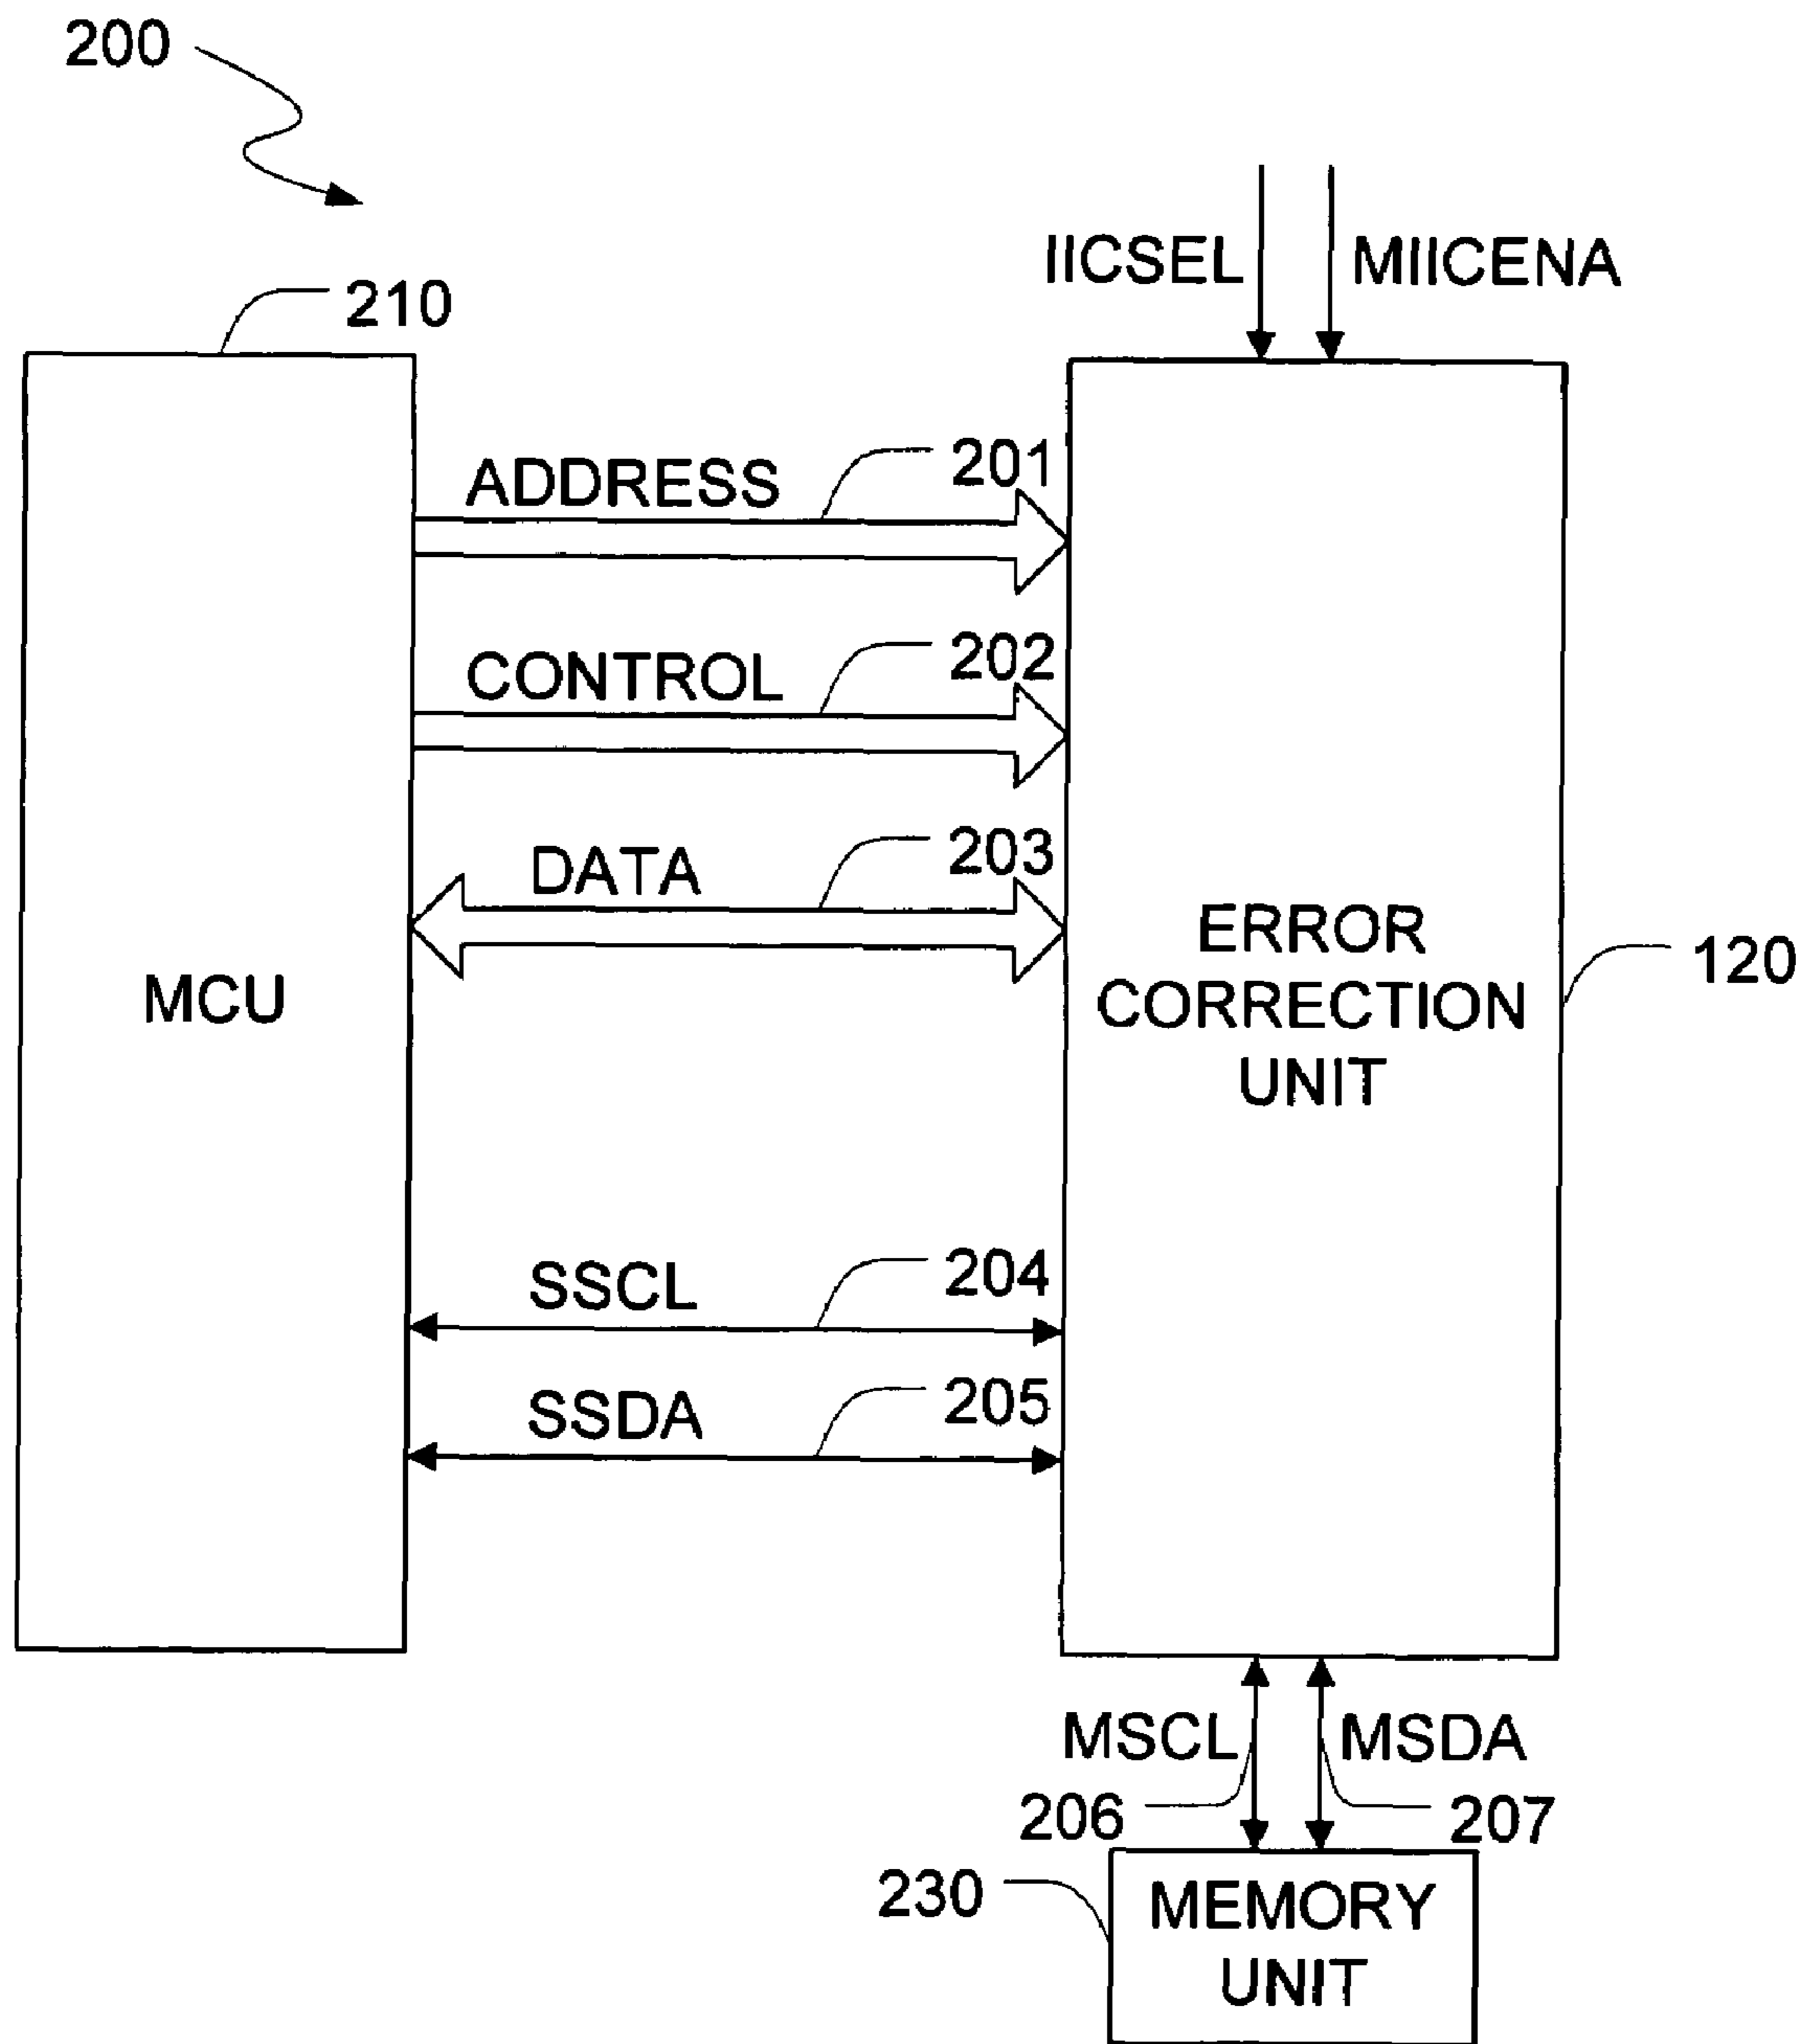 200
IICSEL
MIICENA
210
ADDRESS
201
CONTROL
202
DATA
203
MCU
ERROR
CORRECTION
UNIT
120
SSCL
204
SSDA
205
MSCL
MSDA
206
207
230
MEMORY
UNIT